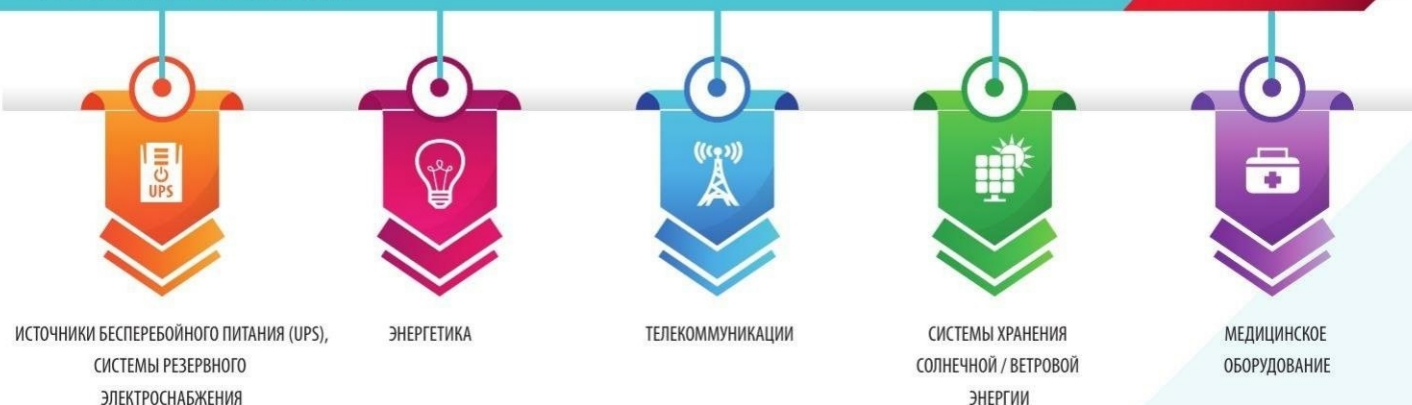 UPS
ИСТОЧНИКИ БЕСПЕРЕБОЙНОГО ПИТАНИЯ (UPS),
СИСТЕМЫ РЕЗЕРВНОГО
ЭЛЕКТРОСНАБЖЕНИЯ
ЭНЕРГЕТИКА
ТЕЛЕКОММУНИКАЦИИ
СИСТЕМЫ ХРАНЕНИЯ
СОЛНЕЧНОЙ / ВЕТРОВОЙ
ЭНЕРГИИ
МЕДИЦИНСКОЕ
ОБОРУДОВАНИЕ